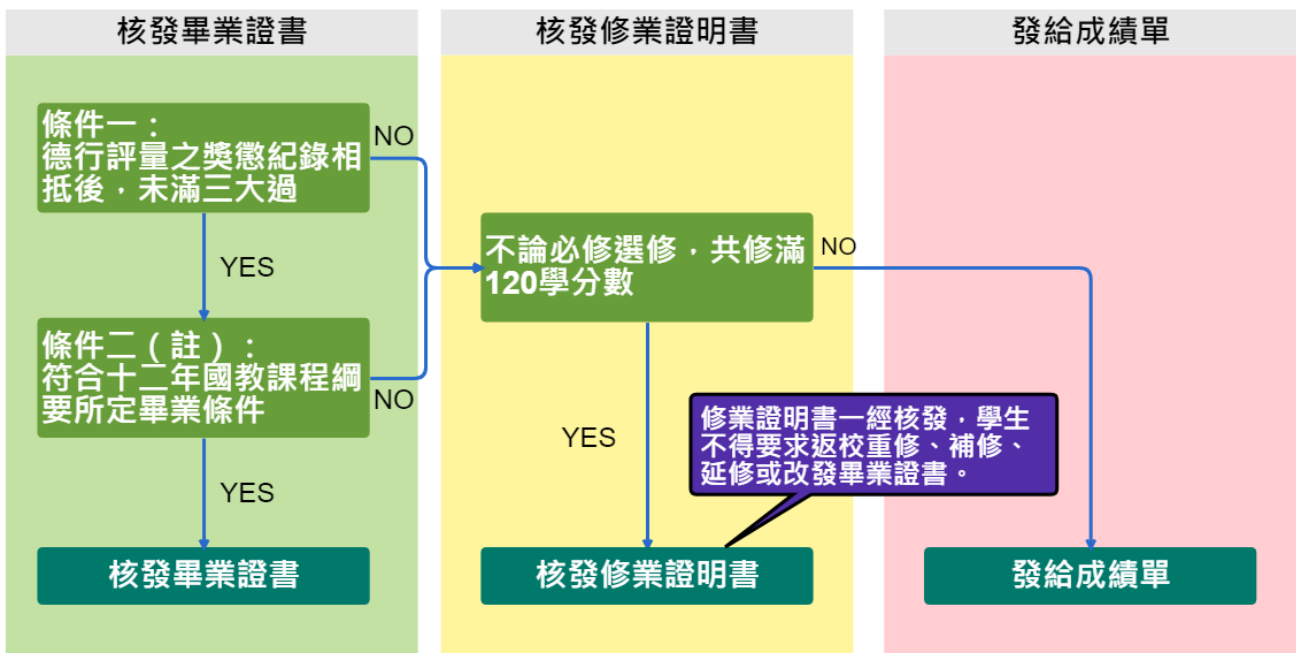 核發畢業證書
核發修業證明書
發給成績單
條件一：
德行評量之獎懲紀錄相
抵後，未滿三大過
NO
YES
條件二（註）：
符合十二年國教課程綱
要所定畢業條件
NO
YES
核發畢業證書
不論必修選修，共修滿
120學分數
NO
YES
修業證明書一經核發，學生
不得要求返校重修、補修、
延修或改發畢業證書。
核發修業證明書
發給成績單